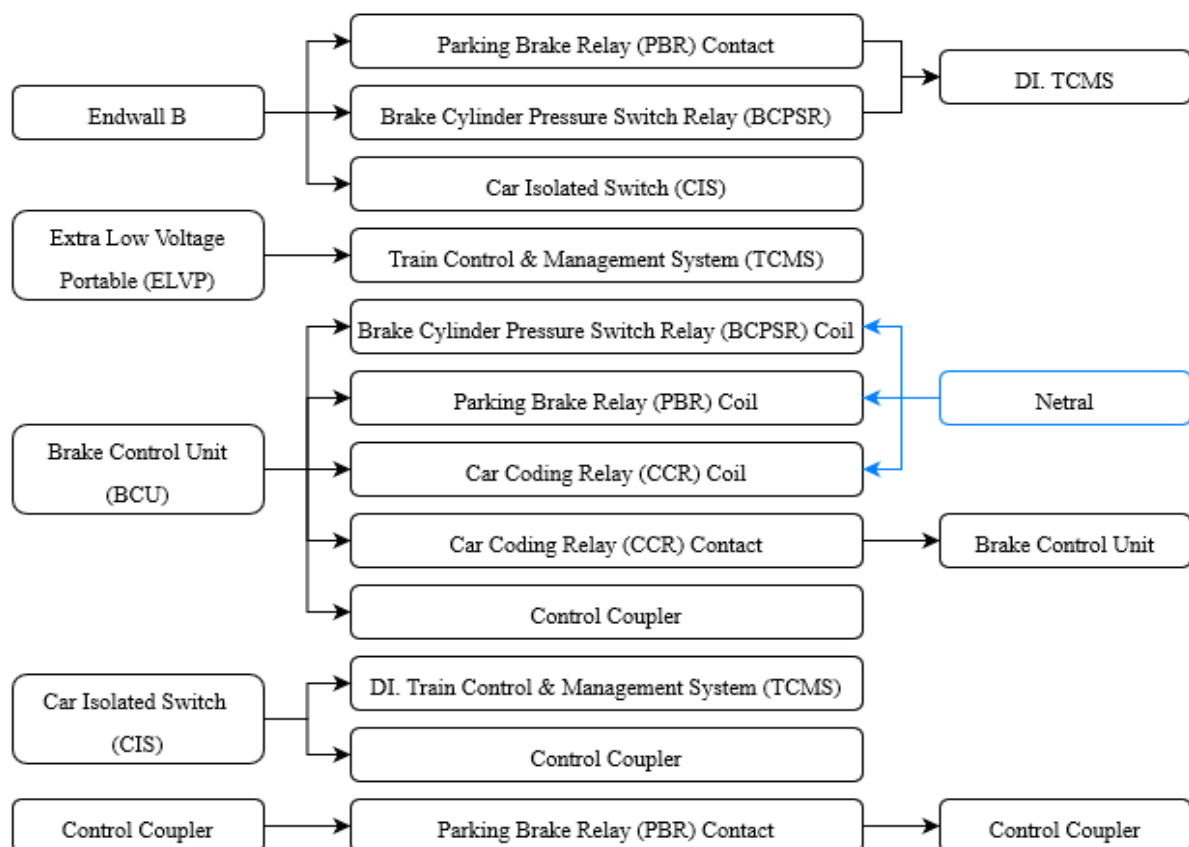 Parking Brake Relay (PBR) Contact
DI. TCMS
Endwall B
Brake Cylinder Pressure Switch Relay (BCPSR)
Car Isolated Switch (CIS)
Extra Low Voltage
Portable (ELVP)
Train Control & Management System (TCMS)
Brake Cylinder Pressure Switch Relay (BCPSR) Coil
Parking Brake Relay (PBR) Coil
Netral
Brake Control Unit
(BCU)
Car Coding Relay (CCR) Coil
Car Coding Relay (CCR) Contact
Brake Control Unit
Control Coupler
Car Isolated Switch
(CIS)
DI. Train Control & Management System (TCMS)
Control Coupler
Control Coupler
Parking Brake Relay (PBR) Contact
Control Coupler